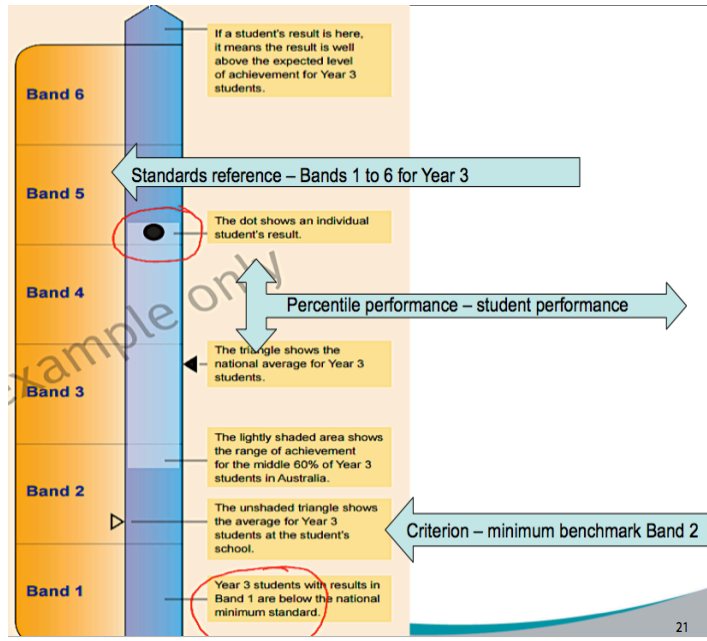 If a student's result is here,
it means the result is well
above the expected level
of achievement for Year 3
students.
Band 6
Standards reference – Bands 1 to 6 for Year 3
Band 5
The dot shows an individual
student's result.
Band 4
Percentile performance – student performance
example only
The triangle shows the
national average for Year 3
students.
Band 3
The lightly shaded area shows
the range of achievement
for the middle 60% of Year 3
students in Australia.
Band 2
The unshaded triangle shows
the average for Year 3
students at the student's
school.
Criterion – minimum benchmark Band 2
Band 1
Year 3 students with results in
Band 1 are below the national
minimum standard.
21